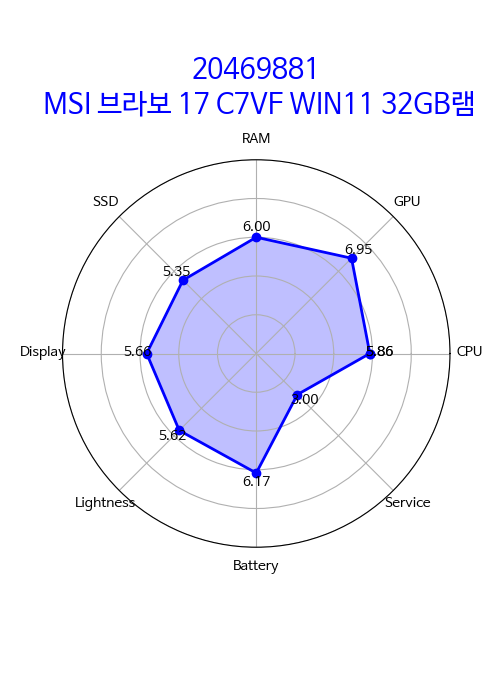 20469881
MSI 브라보 17 C7VF WIN11 32GB램
RAM
SSD
GPU
6.00
6.95
5.35
Display
5.66
5.86
CPU
3.00
5.62
6.17
Lightness
Service
Battery